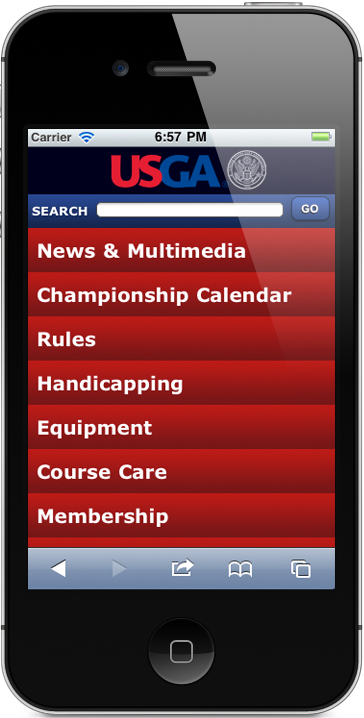 Carrier 6:57 PM
USGA
SEARCH GO
News & Multimedia
Championship Calendar
Rules
Handicapping
Equipment
Course Care
Membership